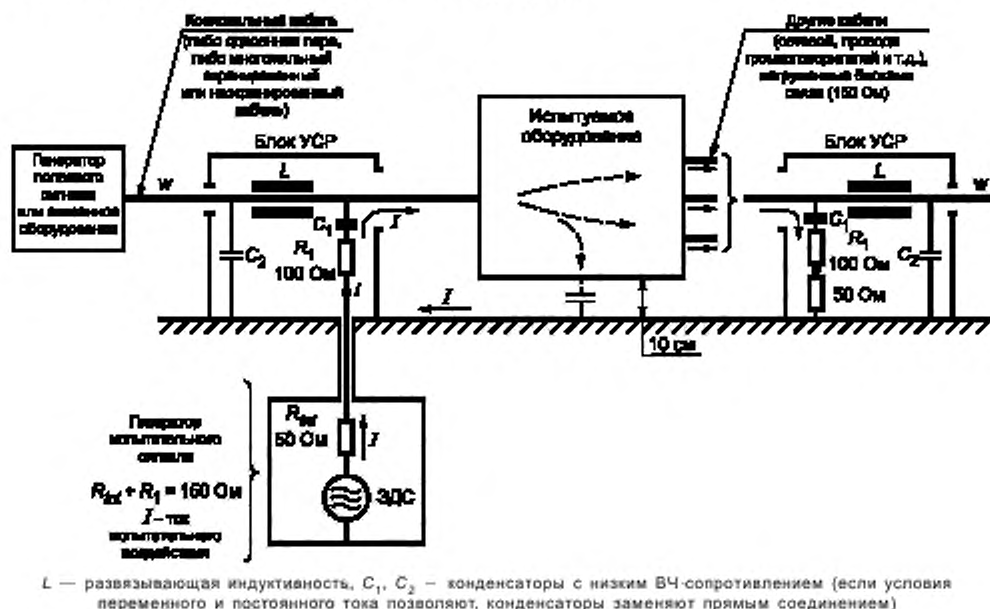 Коаксиальный кабель
(либо одиночная пара,
либо многожильный
экранированный
или неэкранированный
кабель)
Другие кабели
(сетевой, провода
громкоговорителей и т.д.),
нагруженные блоками
связи (150 Ом)
Генератор
полезного
сигнала
или связанное
оборудование
W
Блок УСР
L
C₂
C₁
R₁
100 Ом
I
I
Испытуемое
оборудование
I
10 см
Блок УСР
L
W
C₁
R₁
100 Ом
50 Ом
C₂
Генератор
испытательного
сигнала
Rᵢₙₜ + R₁ = 150 Ом
I – ток
испытательного
воздействия
Rᵢₙₜ
50 Ом
I
ЭДС
L — развязывающая индуктивность, C₁, C₂ – конденсаторы с низким ВЧ-сопротивлением (если условия
переменного и постоянного тока позволяют, конденсаторы заменяют прямым соединением)